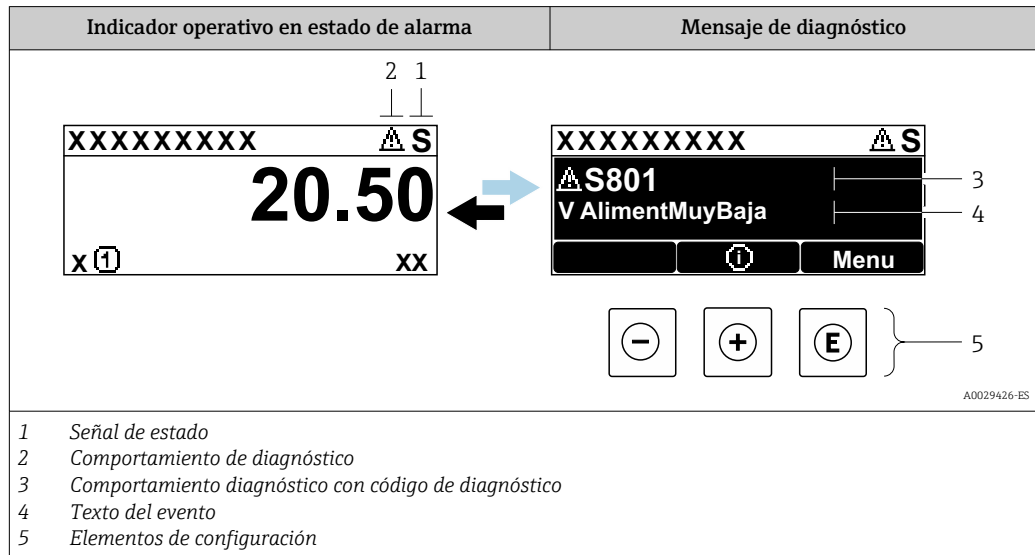 Indicador operativo en estado de alarma
Mensaje de diagnóstico
2 1
XXXXXXXXX ⚠ S
20.50
x ① xx
XXXXXXXXX ⚠ S
⚠ S801
V AlimentMuyBaja
ⓘ Menu
3
4
- + E
5
A0029426-ES
1 Señal de estado
2 Comportamiento de diagnóstico
3 Comportamiento diagnóstico con código de diagnóstico
4 Texto del evento
5 Elementos de configuración